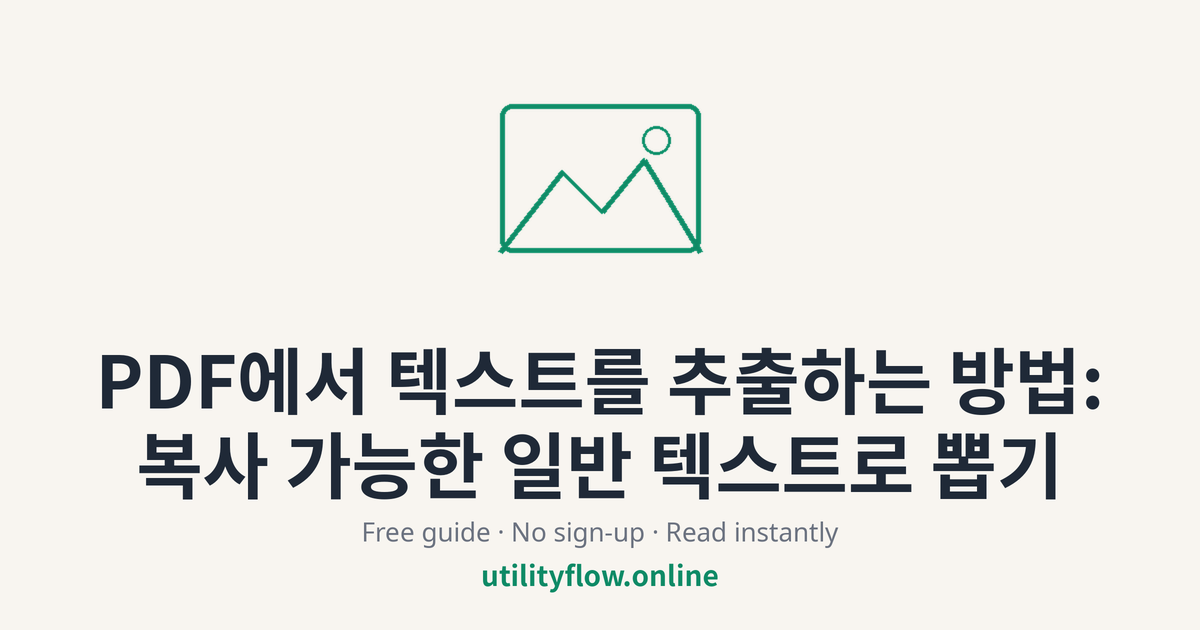 PDF에서 텍스트를 추출하는 방법:
복사 가능한 일반 텍스트로 뽑기
Free guide · No sign-up · Read instantly
utilityflow.online